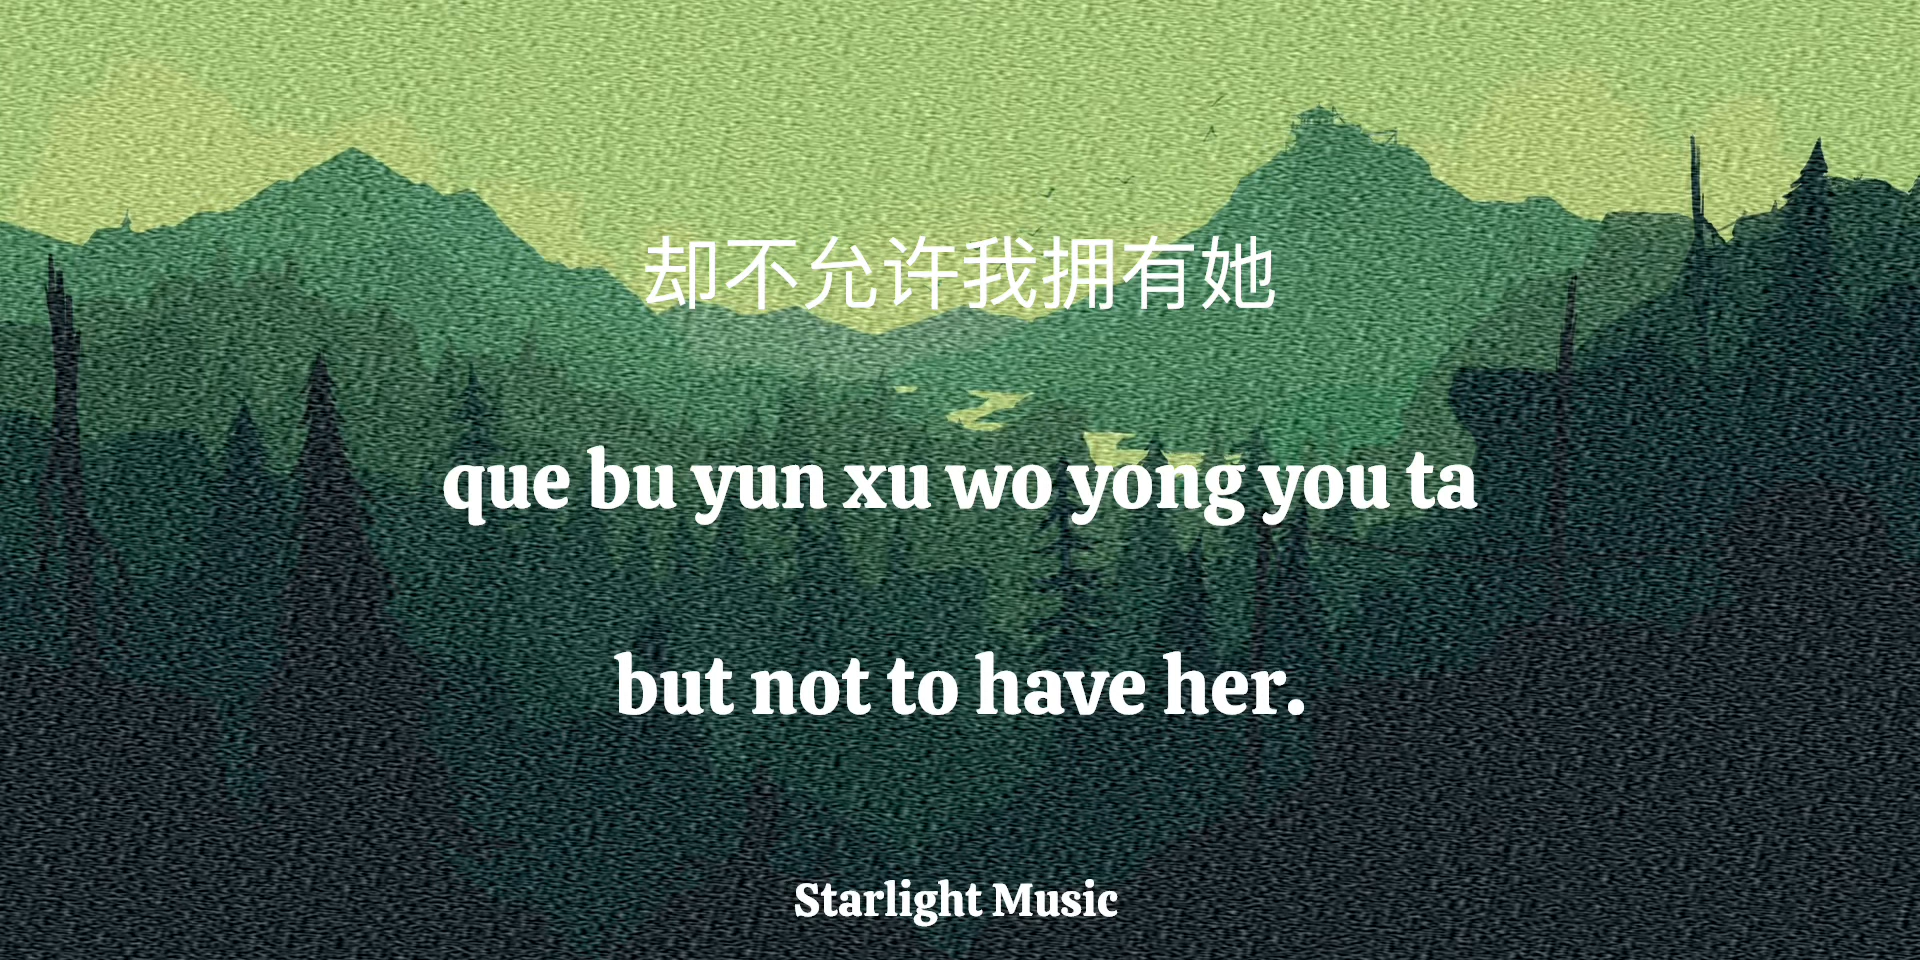 却不允许我拥有她
que bu yun xu wo yong you ta
but not to have her.
Starlight Music